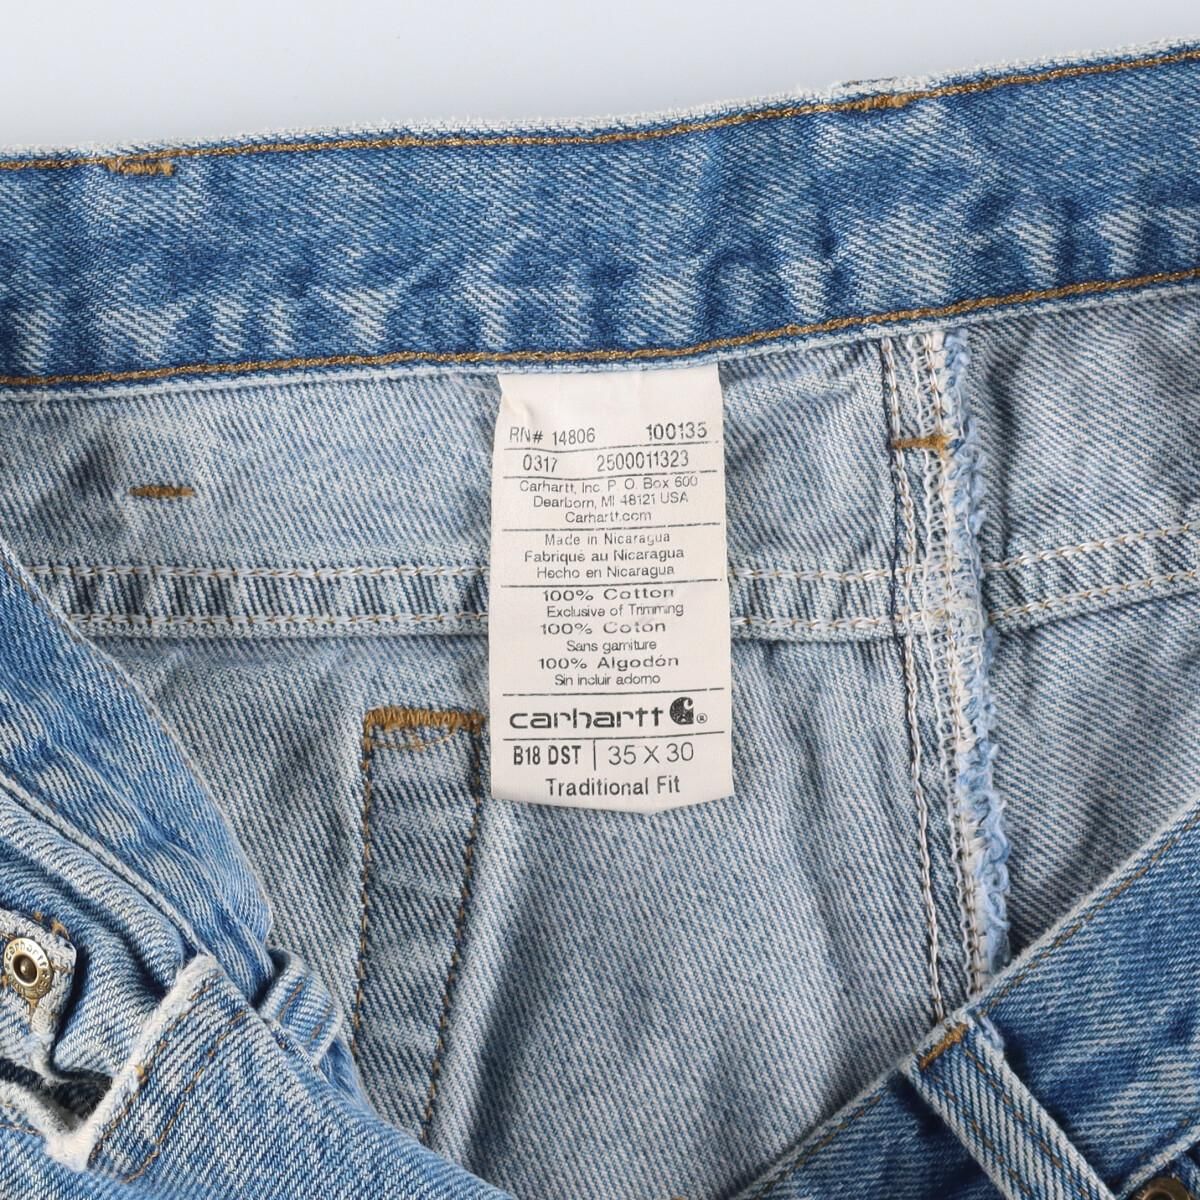 RN# 14806 100135
0317 2500011323
Carhartt, Inc. P. O. Box 600
Dearborn, MI 48121 USA
Carhartt.com
Made in Nicaragua
Fabriqué au Nicaragua
Hecho en Nicaragua
100% Cotton
Exclusive of Trimming
100% Coton
Sans garniture
100% Algodón
Sin incluir adorno
carhartt ®
B18 DST | 35 X 30
Traditional Fit
carhartt